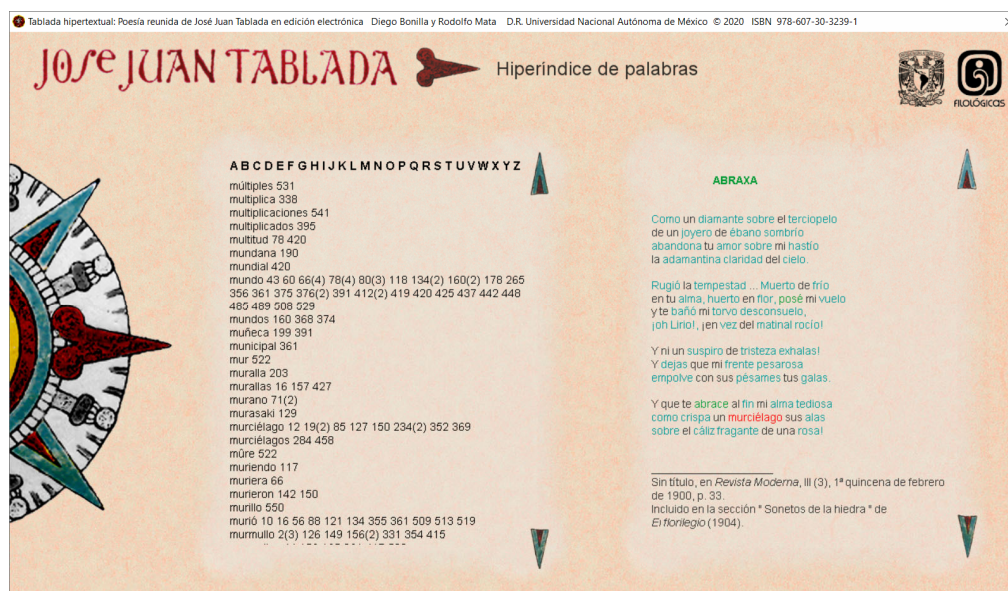 Tablada hipertextual: Poesía reunida de José Juan Tablada en edición electrónica Diego Bonilla y Rodolfo Mata D.R. Universidad Nacional Autónoma de México © 2020 ISBN 978-607-30-3239-1
JOSE JUAN TABLADA
Hiperíndice de palabras
FILOLÓGICAS
A B C D E F G H I J K L M N O P Q R S T U V W X Y Z
múltiples 531
multiplica 338
multiplicaciones 541
multiplicados 395
multitud 78 420
mundana 190
mundial 420
mundo 43 60 66(4) 78(4) 80(3) 118 134(2) 160(2) 178 265
356 361 375 376(2) 391 412(2) 419 420 425 437 442 448
485 489 508 529
mundos 160 368 374
muñeca 199 391
municipal 361
mur 522
muralla 203
murallas 16 157 427
murano 71(2)
murasaki 129
murciélago 12 19(2) 85 127 150 234(2) 352 369
murciélagos 284 458
mûre 522
muriendo 117
muriera 66
murieron 142 150
murillo 550
murió 10 16 56 88 121 134 355 361 509 513 519
murmullo 2(3) 126 149 156(2) 331 354 415
ABRAXA
Como un diamante sobre el terciopelo
de un joyero de ébano sombrío
abandona tu amor sobre mi hastío
la adamantina claridad del cielo.
Rugió la tempestad ... Muerto de frío
en tu alma, huerto en flor, posé mi vuelo
y te bañó mi torvo desconsuelo,
¡oh Lirio!, ¡en vez del matinal rocío!
Y ni un suspiro de tristeza exhalas!
Y dejas que mi frente pesarosa
empolve con sus pésames tus galas.
Y que te abrace al fin mi alma tediosa
como crispa un murciélago sus alas
sobre el cáliz fragante de una rosa!
Sin título, en Revista Moderna, III (3), 1ª quincena de febrero
de 1900, p. 33.
Incluido en la sección " Sonetos de la hiedra " de
El florilegio (1904).